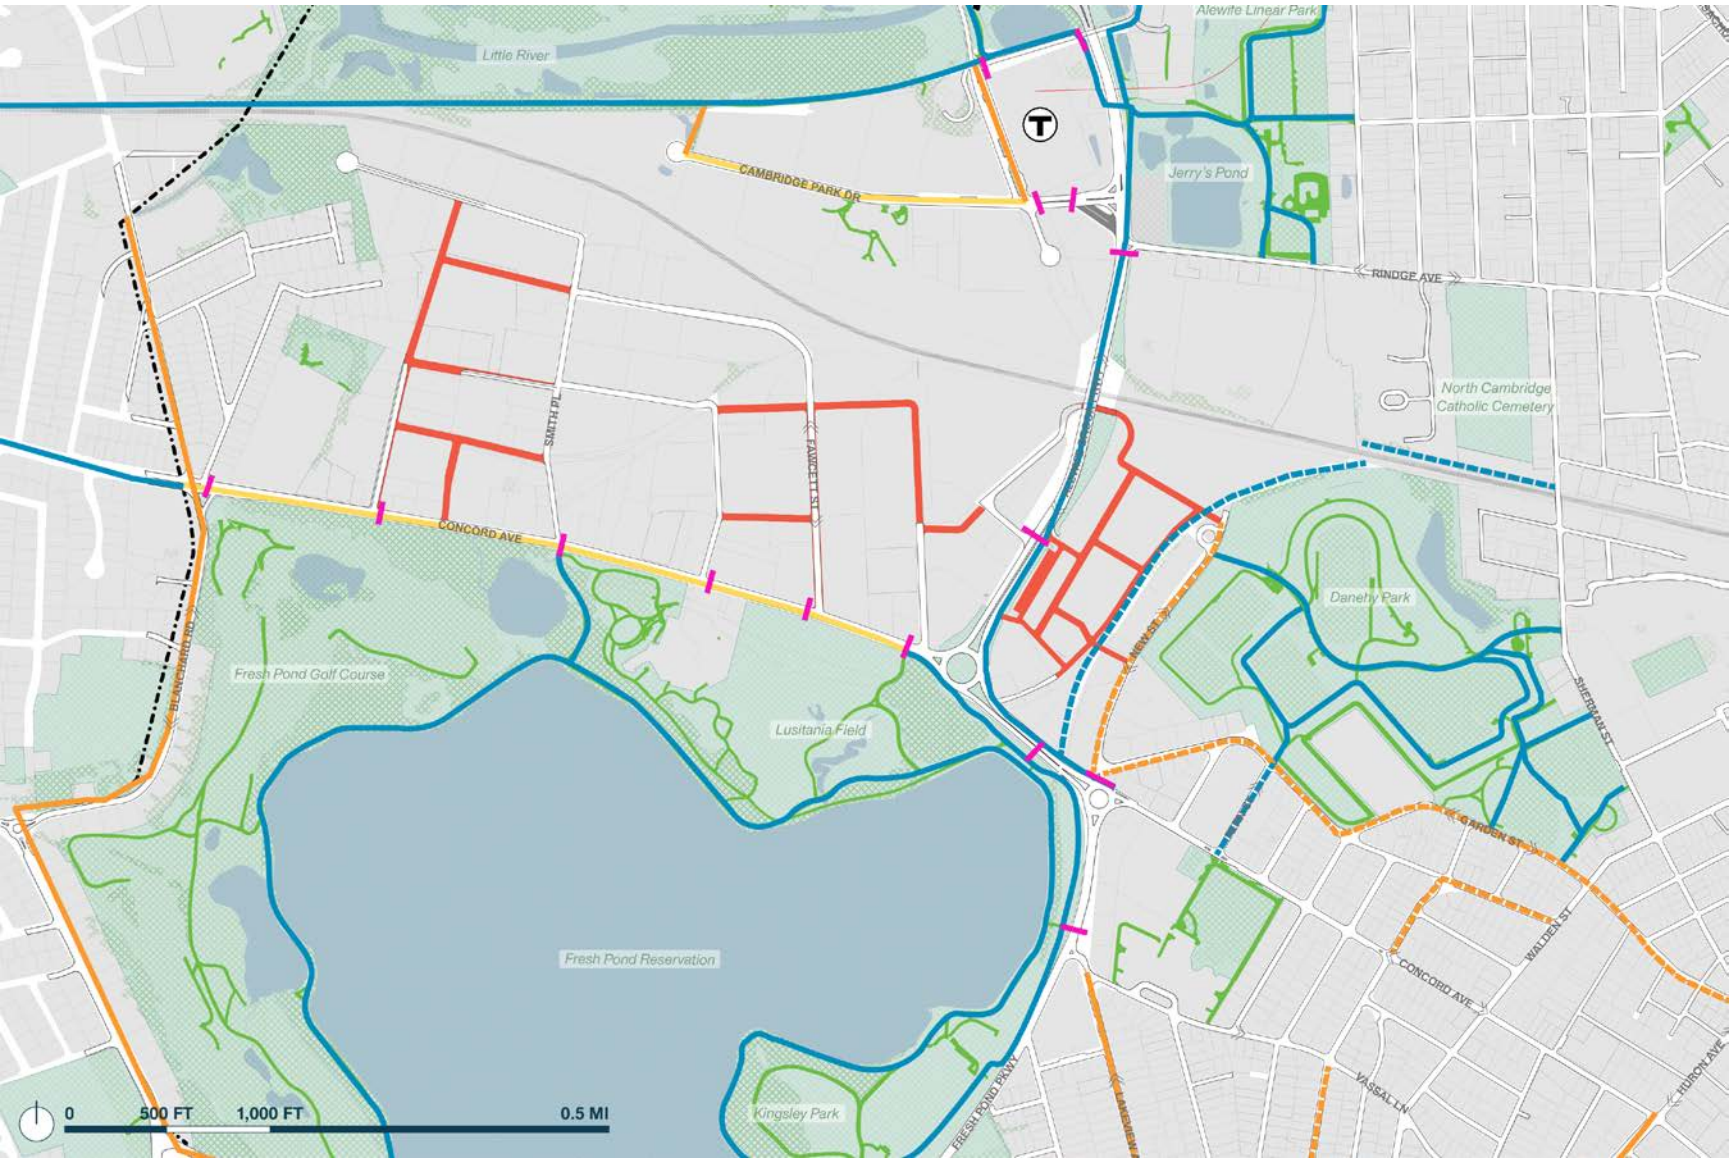 Alewife Linear Park
Little River
T
Jerry's Pond
CAMBRIDGE PARK DR
RINDGE AVE
North Cambridge
Catholic Cemetery
SMITH PL
FAWCETT ST
CONCORD AVE
Danehy Park
NEW ST
BLANCHARD RD
Fresh Pond Golf Course
Lusitania Field
SHERMAN ST
GARDEN ST
WALDEN ST
Fresh Pond Reservation
CONCORD AVE
HURON AVE
VASSAL LN
FRESH POND PKWY
LAKEVIEW
Kingsley Park
0 500 FT 1,000 FT 0.5 MI